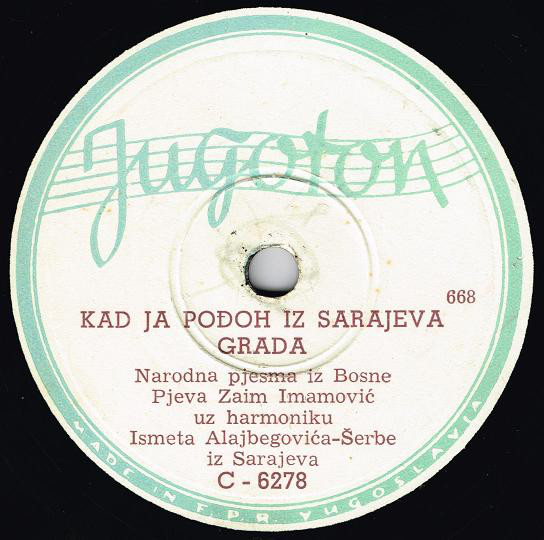 Jugoton
668
KAD JA POĐOH IZ SARAJEVA
GRADA
Narodna pjesma iz Bosne
Pjeva Zaim Imamović
uz harmoniku
Ismeta Alajbegovića-Šerbe
iz Sarajeva
C - 6278
MADE IN F.P.R. YUGOSLAVIA